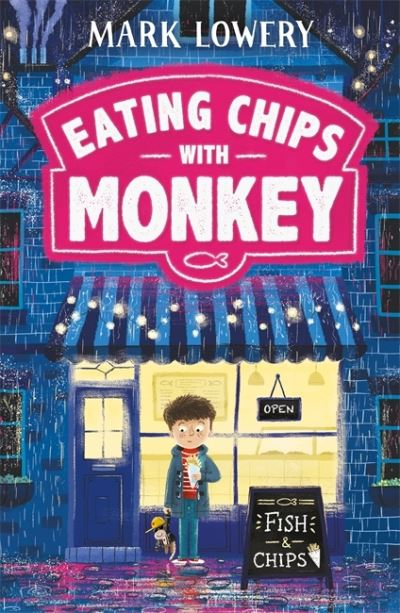 MARK LOWERY
EATING CHIPS
WITH
MONKEY
OPEN
FISH
&
CHIPS